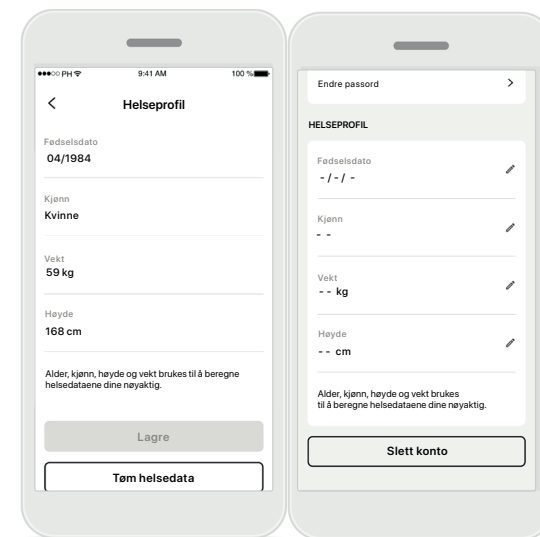 PH
9:41 AM
100 %
Helseprofil
Fødselsdato
04/1984
Kjønn
Kvinne
Vekt
59 kg
Høyde
168 cm
Alder, kjønn, høyde og vekt brukes til å beregne
helsedataene dine nøyaktig.
Lagre
Tøm helsedata
Endre passord
HELSEPROFIL
Fødselsdato
- / - / -
Kjønn
- -
Vekt
- - kg
Høyde
- - cm
Alder, kjønn, høyde og vekt brukes
til å beregne helsedataene dine nøyaktig.
Slett konto